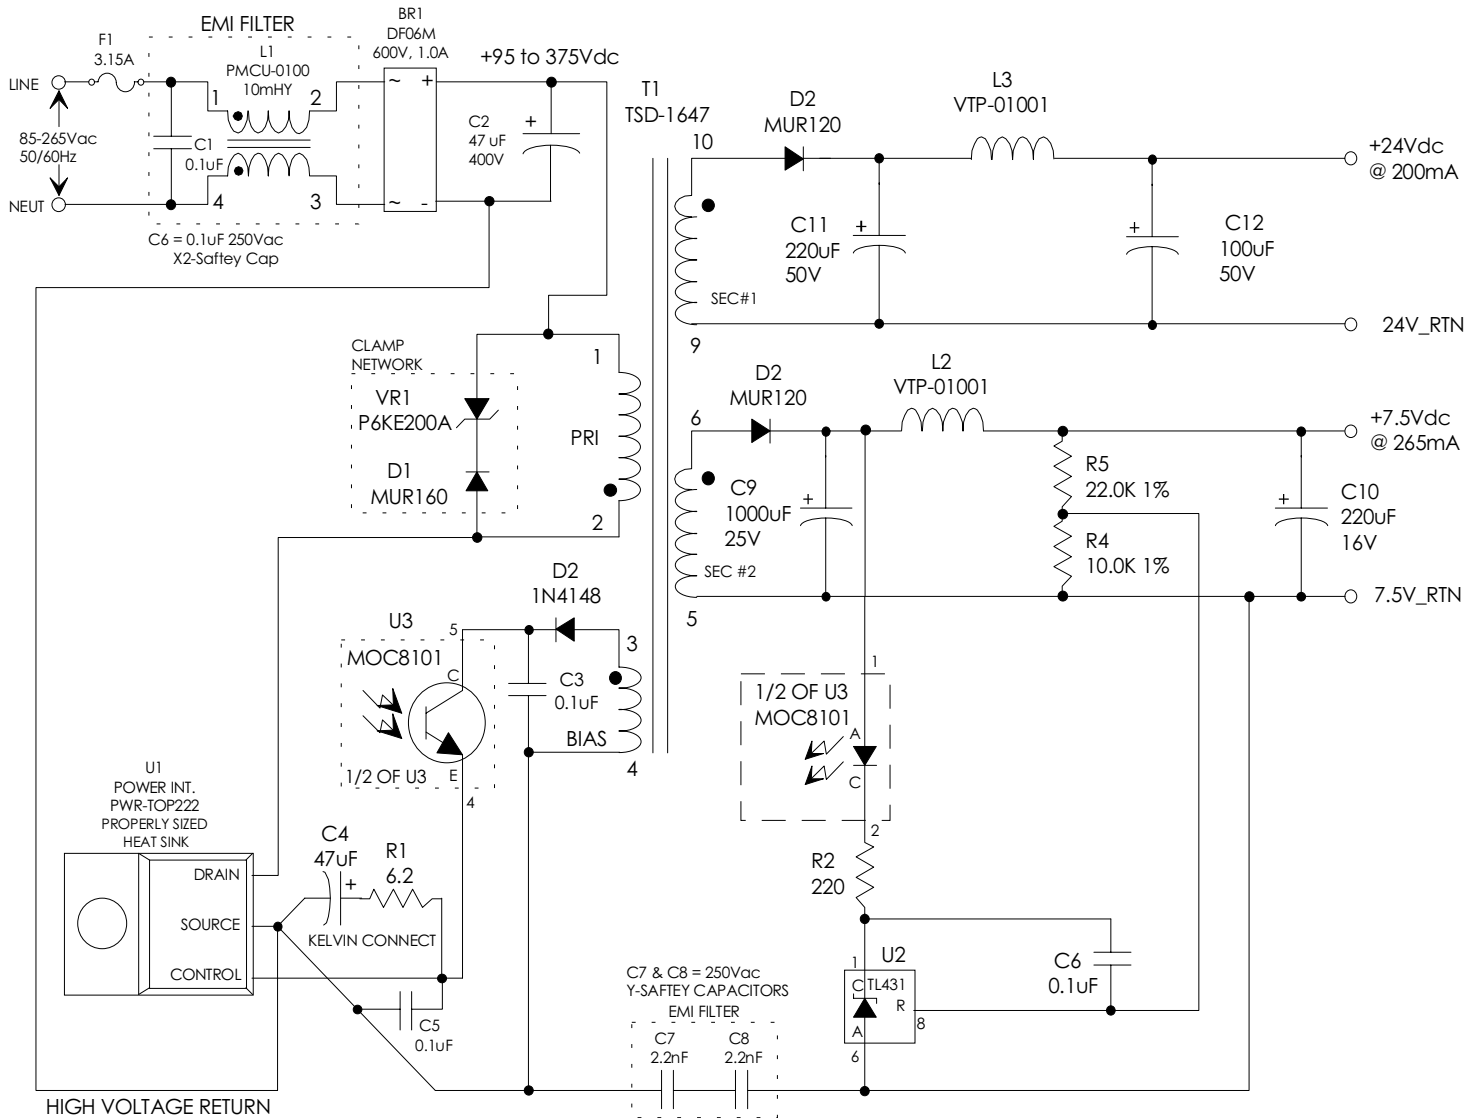 EMI FILTER
F1
3.15A
LINE
85-265Vac
50/60Hz
NEUT
C1
0.1uF
L1
PMCU-0100
10mHY
1
2
4
3
C6 = 0.1uF 250Vac
X2-Saftey Cap
BR1
DF06M
600V, 1.0A
~
+
~
-
+95 to 375Vdc
C2
47 uF
400V
+
T1
TSD-1647
10
D2
MUR120
L3
VTP-01001
+24Vdc
@ 200mA
C11
220uF
50V
+
C12
100uF
50V
+
SEC#1
9
24V_RTN
CLAMP
NETWORK
VR1
P6KE200A
D1
MUR160
1
PRI
2
6
D2
MUR120
L2
VTP-01001
+7.5Vdc
@ 265mA
C9
1000uF
25V
+
R5
22.0K 1%
R4
10.0K 1%
C10
220uF
16V
+
SEC #2
5
7.5V_RTN
D2
1N4148
3
C3
0.1uF
BIAS
4
U3
MOC8101
5
C
E
1/2 OF U3
4
1
1/2 OF U3
MOC8101
A
C
2
R2
220
U1
POWER INT.
PWR-TOP222
PROPERLY SIZED
HEAT SINK
DRAIN
SOURCE
CONTROL
C4
47uF
+
R1
6.2
KELVIN CONNECT
C5
0.1uF
C7 & C8 = 250Vac
Y-SAFTEY CAPACITORS
EMI FILTER
C7
2.2nF
C8
2.2nF
U2
1
C
TL431
R
8
A
6
C6
0.1uF
HIGH VOLTAGE RETURN